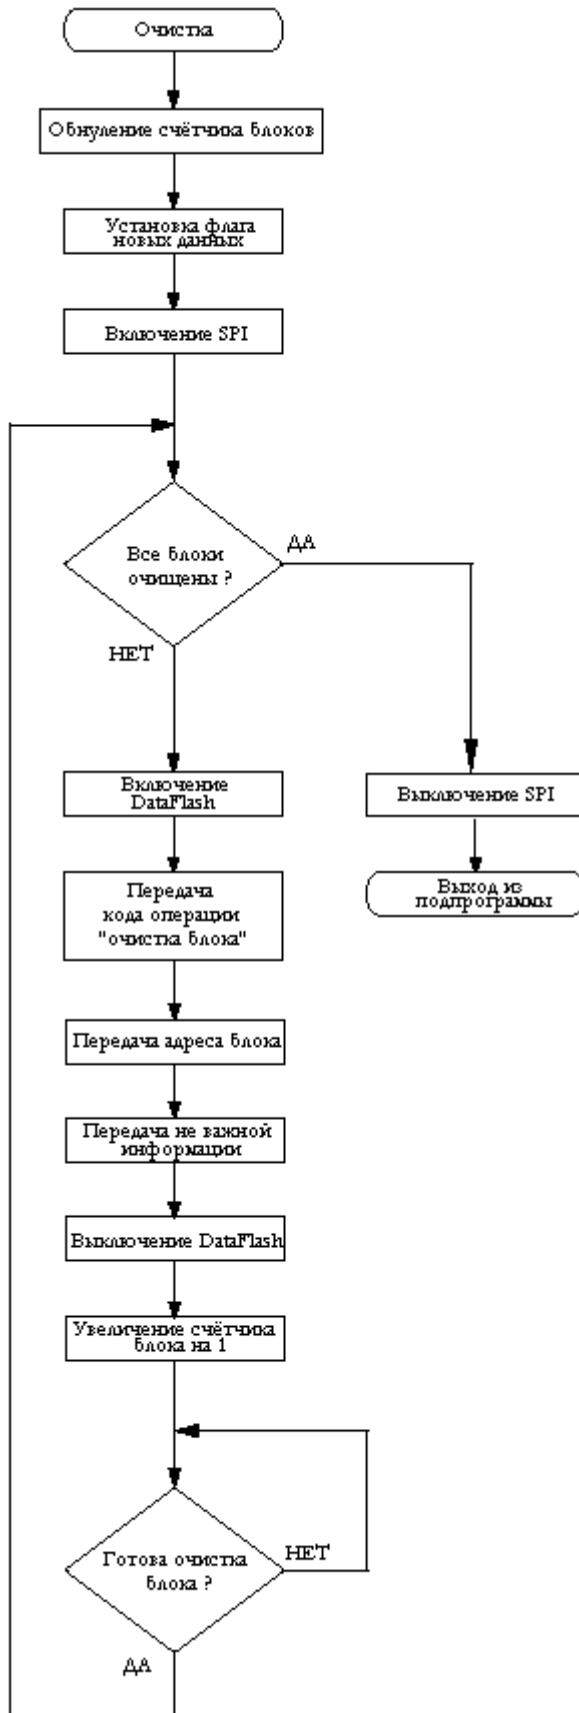 Очистка
Обнуление счётчика блоков
Установка флага
новых данных
Включение SPI
Все блоки
очищены ?
ДА
НЕТ
Включение
DataFlash
Выключение SPI
Передача
кода операции
"очистка блока"
Выход из
подпрограммы
Передача адреса блока
Передача не важной
информации
Выключение DataFlash
Увеличение счётчика
блока на 1
Готова очистка
блока ?
НЕТ
ДА